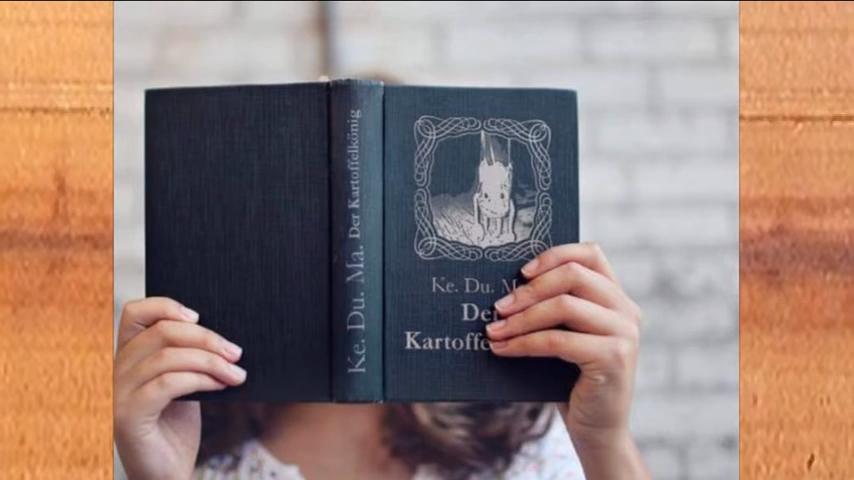 Ke. Du. Ma. Der Kartoffelkönig
Ke. Du. M
Der
Kartoffe